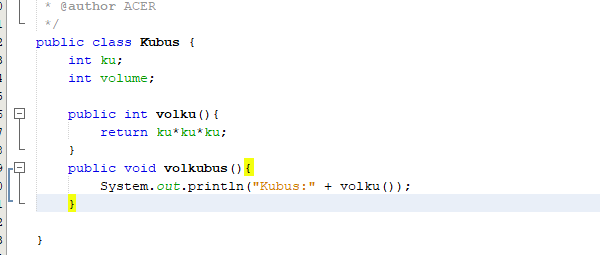 * @author ACER
*/
public class Kubus {
int ku;
int volume;
public int volku(){
return ku*ku*ku;
}
public void volkubus(){
System.out.println("Kubus:" + volku());
}
}